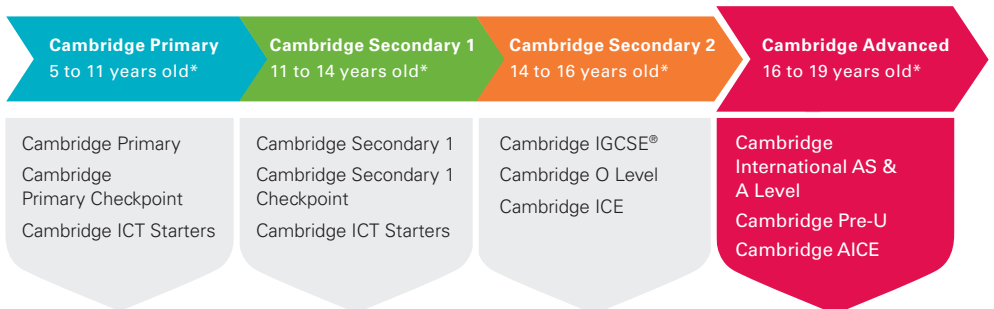 Cambridge Primary
5 to 11 years old*
Cambridge Secondary 1
11 to 14 years old*
Cambridge Secondary 2
14 to 16 years old*
Cambridge Advanced
16 to 19 years old*
Cambridge Primary
Cambridge
Primary Checkpoint
Cambridge ICT Starters
Cambridge Secondary 1
Cambridge Secondary 1
Checkpoint
Cambridge ICT Starters
Cambridge IGCSE®
Cambridge O Level
Cambridge ICE
Cambridge
International AS &
A Level
Cambridge Pre-U
Cambridge AICE